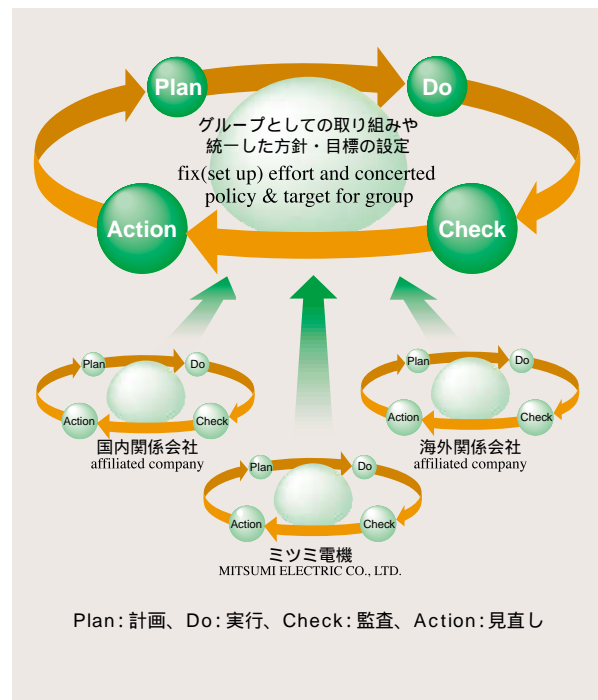 Plan
Do
グループとしての取り組みや
統一した方針・目標の設定
fix(set up) effort and concerted
policy & target for group
Action
Check
Plan
Do
Action
Check
国内関係会社
affiliated company
Plan
Do
Action
Check
海外関係会社
affiliated company
Plan
Do
Action
Check
ミツミ電機
MITSUMI ELECTRIC CO., LTD.
Plan:計画、Do:実行、Check:監査、Action:見直し